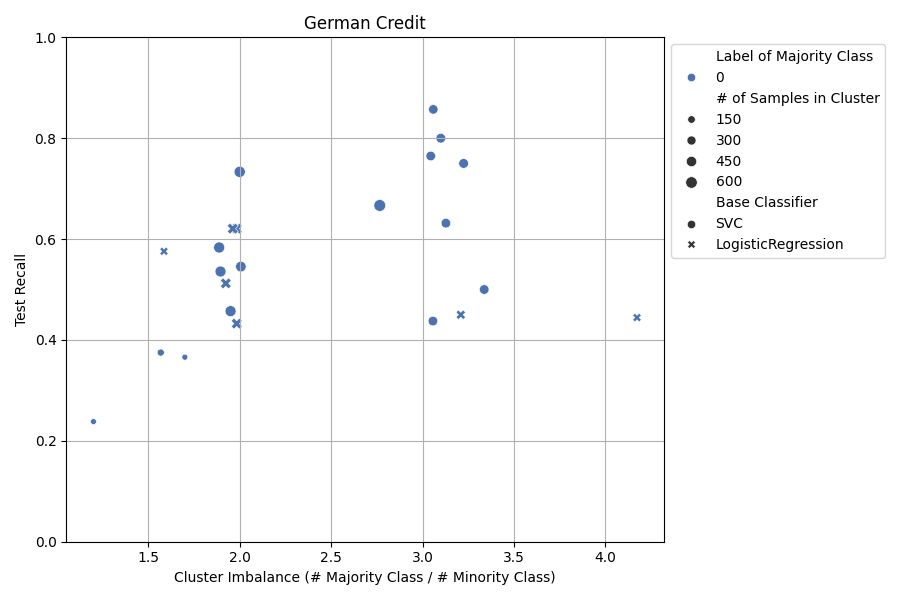 German Credit
1.0
0.8
0.6
0.4
0.2
0.0
Test Recall
1.5
2.0
2.5
3.0
3.5
4.0
Cluster Imbalance (# Majority Class / # Minority Class)
Label of Majority Class
0
# of Samples in Cluster
150
300
450
600
Base Classifier
SVC
LogisticRegression